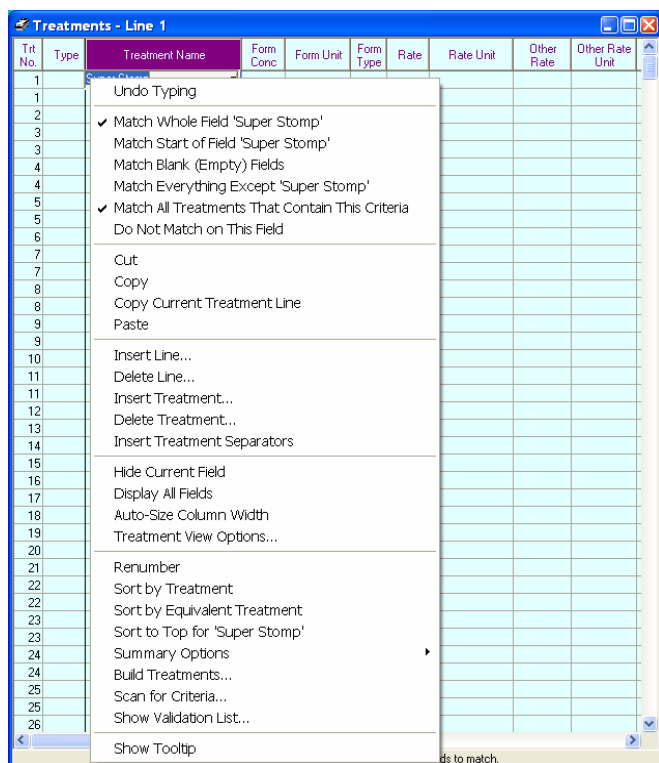 Treatments - Line 1
Trt No. Type Treatment Name Form Conc Form Unit Form Type Rate Rate Unit Other Rate Other Rate Unit
1 Super Stomp
1
2
3
3
4
4
5
5
6
7
7
8
8
9
9
10
11
11
12
13
14
15
16
17
18
19
20
21
22
22
23
23
24
24
25
25
26
Undo Typing
Match Whole Field 'Super Stomp'
Match Start of Field 'Super Stomp'
Match Blank (Empty) Fields
Match Everything Except 'Super Stomp'
Match All Treatments That Contain This Criteria
Do Not Match on This Field
Cut
Copy
Copy Current Treatment Line
Paste
Insert Line...
Delete Line...
Insert Treatment...
Delete Treatment...
Insert Treatment Separators
Hide Current Field
Display All Fields
Auto-Size Column Width
Treatment View Options...
Renumber
Sort by Treatment
Sort by Equivalent Treatment
Sort to Top for 'Super Stomp'
Summary Options
Build Treatments...
Scan for Criteria...
Show Validation List...
Show Tooltip
ds to match.